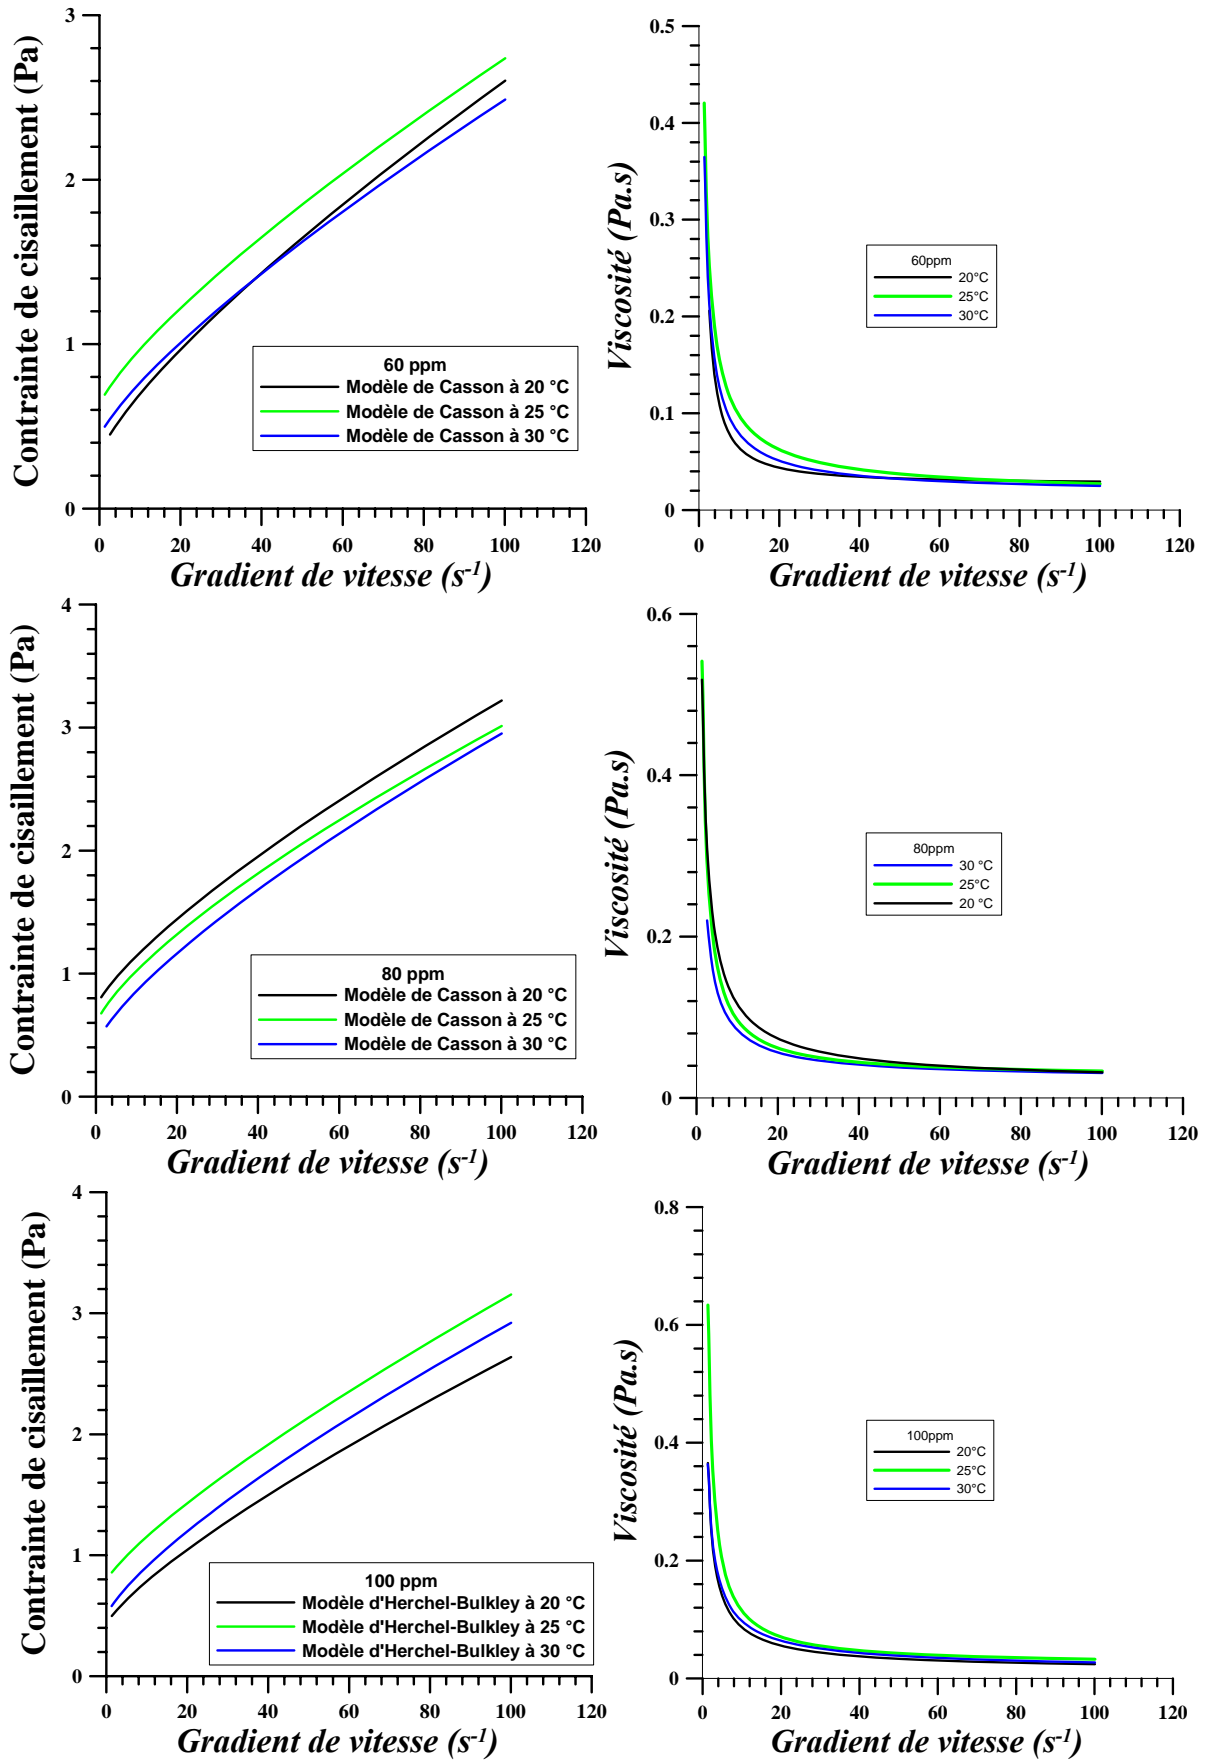 Contrainte de cisaillement (Pa)
3
2
1
0
0 20 40 60 80 100 120
Gradient de vitesse (s-1)
60 ppm
Modèle de Casson à 20 °C
Modèle de Casson à 25 °C
Modèle de Casson à 30 °C
Viscosité (Pa.s)
0.5
0.4
0.3
0.2
0.1
0
0 20 40 60 80 100 120
Gradient de vitesse (s-1)
60ppm
20°C
25°C
30°C
Contrainte de cisaillement (Pa)
4
3
2
1
0
0 20 40 60 80 100 120
Gradient de vitesse (s-1)
80 ppm
Modèle de Casson à 20 °C
Modèle de Casson à 25 °C
Modèle de Casson à 30 °C
Viscosité (Pa.s)
0.6
0.4
0.2
0
0 20 40 60 80 100 120
Gradient de vitesse (s-1)
80ppm
30 °C
25°C
20 °C
Contrainte de cisaillement (Pa)
4
3
2
1
0
0 20 40 60 80 100 120
Gradient de vitesse (s-1)
100 ppm
Modèle d'Herchel-Bulkley à 20 °C
Modèle d'Herchel-Bulkley à 25 °C
Modèle d'Herchel-Bulkley à 30 °C
Viscosité (Pa.s)
0.8
0.6
0.4
0.2
0
0 20 40 60 80 100 120
Gradient de vitesse (s-1)
100ppm
20°C
25°C
30°C